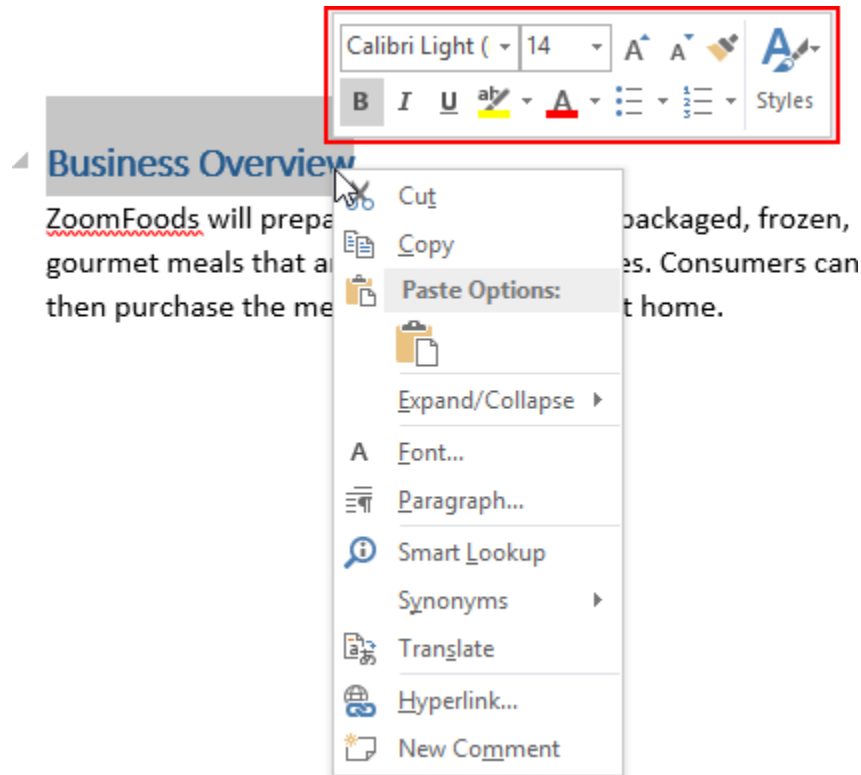 Calibri Light ( 14
B I U ab A Styles
Business Overview
ZoomFoods will prepa packaged, frozen,
gourmet meals that a es. Consumers can
then purchase the me t home.
Cut
Copy
Paste Options:
Expand/Collapse
A Font...
Paragraph...
Smart Lookup
Synonyms
Translate
Hyperlink...
New Comment